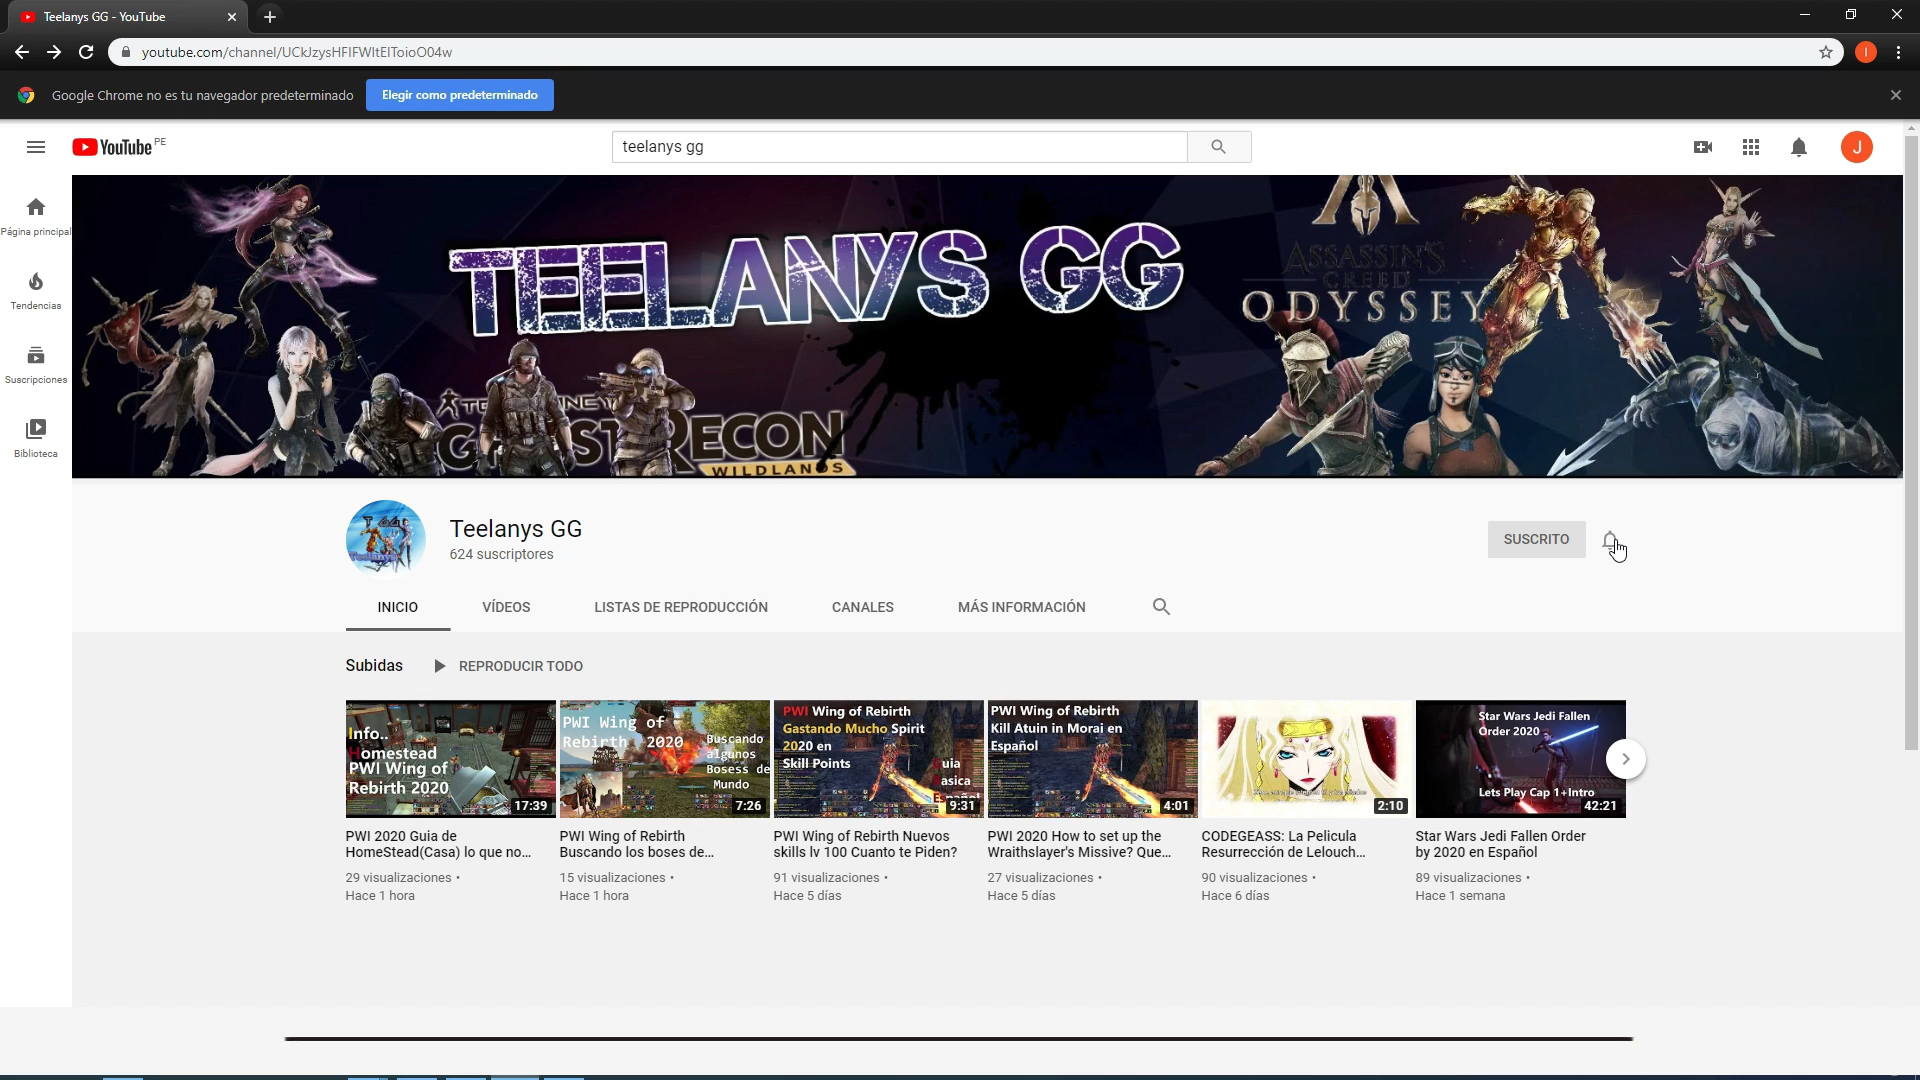 Teelanys GG - YouTube
youtube.com/channel/UCkJzysHFIFWItEIToioO04w
Google Chrome no es tu navegador predeterminado
Elegir como predeterminado
YouTube PE
teelanys gg
J
Página principal
Tendencias
Suscripciones
Biblioteca
TEELANYS GG
ASSASSIN'S
CREED
ODYSSEY
RECON
WILDLANDS
Teelanys GG
624 suscriptores
SUSCRITO
INICIO
VÍDEOS
LISTAS DE REPRODUCCIÓN
CANALES
MÁS INFORMACIÓN
Subidas
REPRODUCIR TODO
Info..
Homestead
PWI Wing of
Rebirth 2020
17:39
PWI Wing of
Rebirth 2020
Buscando
algunos
Bosess de
Mundo
7:26
PWI Wing of Rebirth
Gastando Mucho Spirit
2020 en
Skill Points
uia
asica
Español
9:31
PWI Wing of Rebirth
Kill Atuin in Morai en
Español
4:01
2:10
Star Wars Jedi Fallen
Order 2020
Lets Play Cap 1+Intro
42:21
PWI 2020 Guia de
HomeStead(Casa) lo que no...
29 visualizaciones •
Hace 1 hora
PWI Wing of Rebirth
Buscando los boses de...
15 visualizaciones •
Hace 1 hora
PWI Wing of Rebirth Nuevos
skills lv 100 Cuanto te Piden?
91 visualizaciones •
Hace 5 días
PWI 2020 How to set up the
Wraithslayer's Missive? Que...
27 visualizaciones •
Hace 5 días
CODEGEASS: La Pelicula
Resurrección de Lelouch...
90 visualizaciones •
Hace 6 días
Star Wars Jedi Fallen Order
by 2020 en Español
89 visualizaciones •
Hace 1 semana